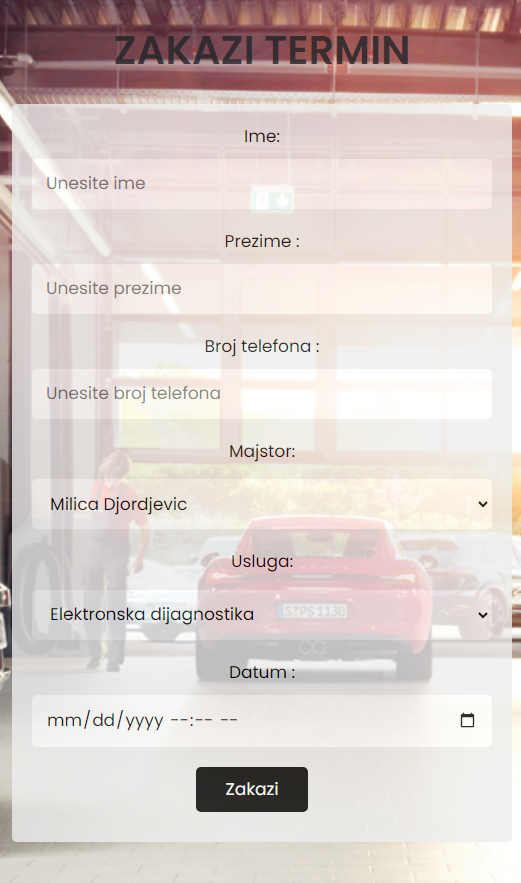 ZAKAZI TERMIN
Ime:
Unesite ime
Prezime :
Unesite prezime
Broj telefona :
Unesite broj telefona
Majstor:
Milica Djordjevic
Usluga:
Elektronska dijagnostika
Datum :
mm/dd/yyyy --:-- --
Zakazi